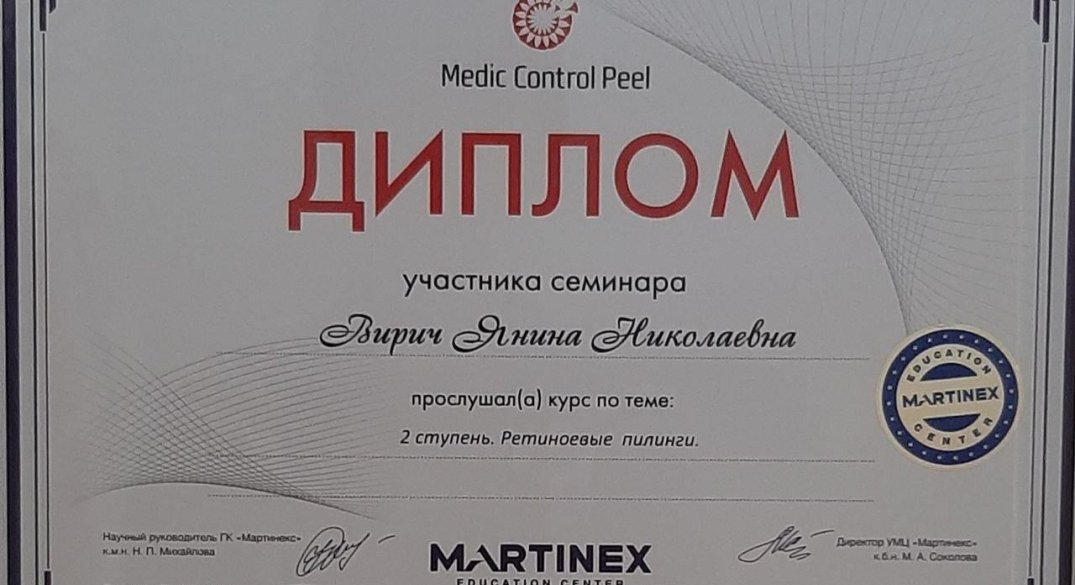 Medic Control Peel
ДИПЛОМ
участника семинара
Вирич Янина Николаевна
прослушал(а) курс по теме:
2 ступень. Ретиноевые пилинги.
EDUCATION
MARTINEX
CENTER
Научный руководитель ГК «Мартинекс»
к.м.н. Н. П. Михайлова
Директор УМЦ «Мартинекс»
к.б.н. М. А. Соколова
MARTINEX
EDUCATION CENTER